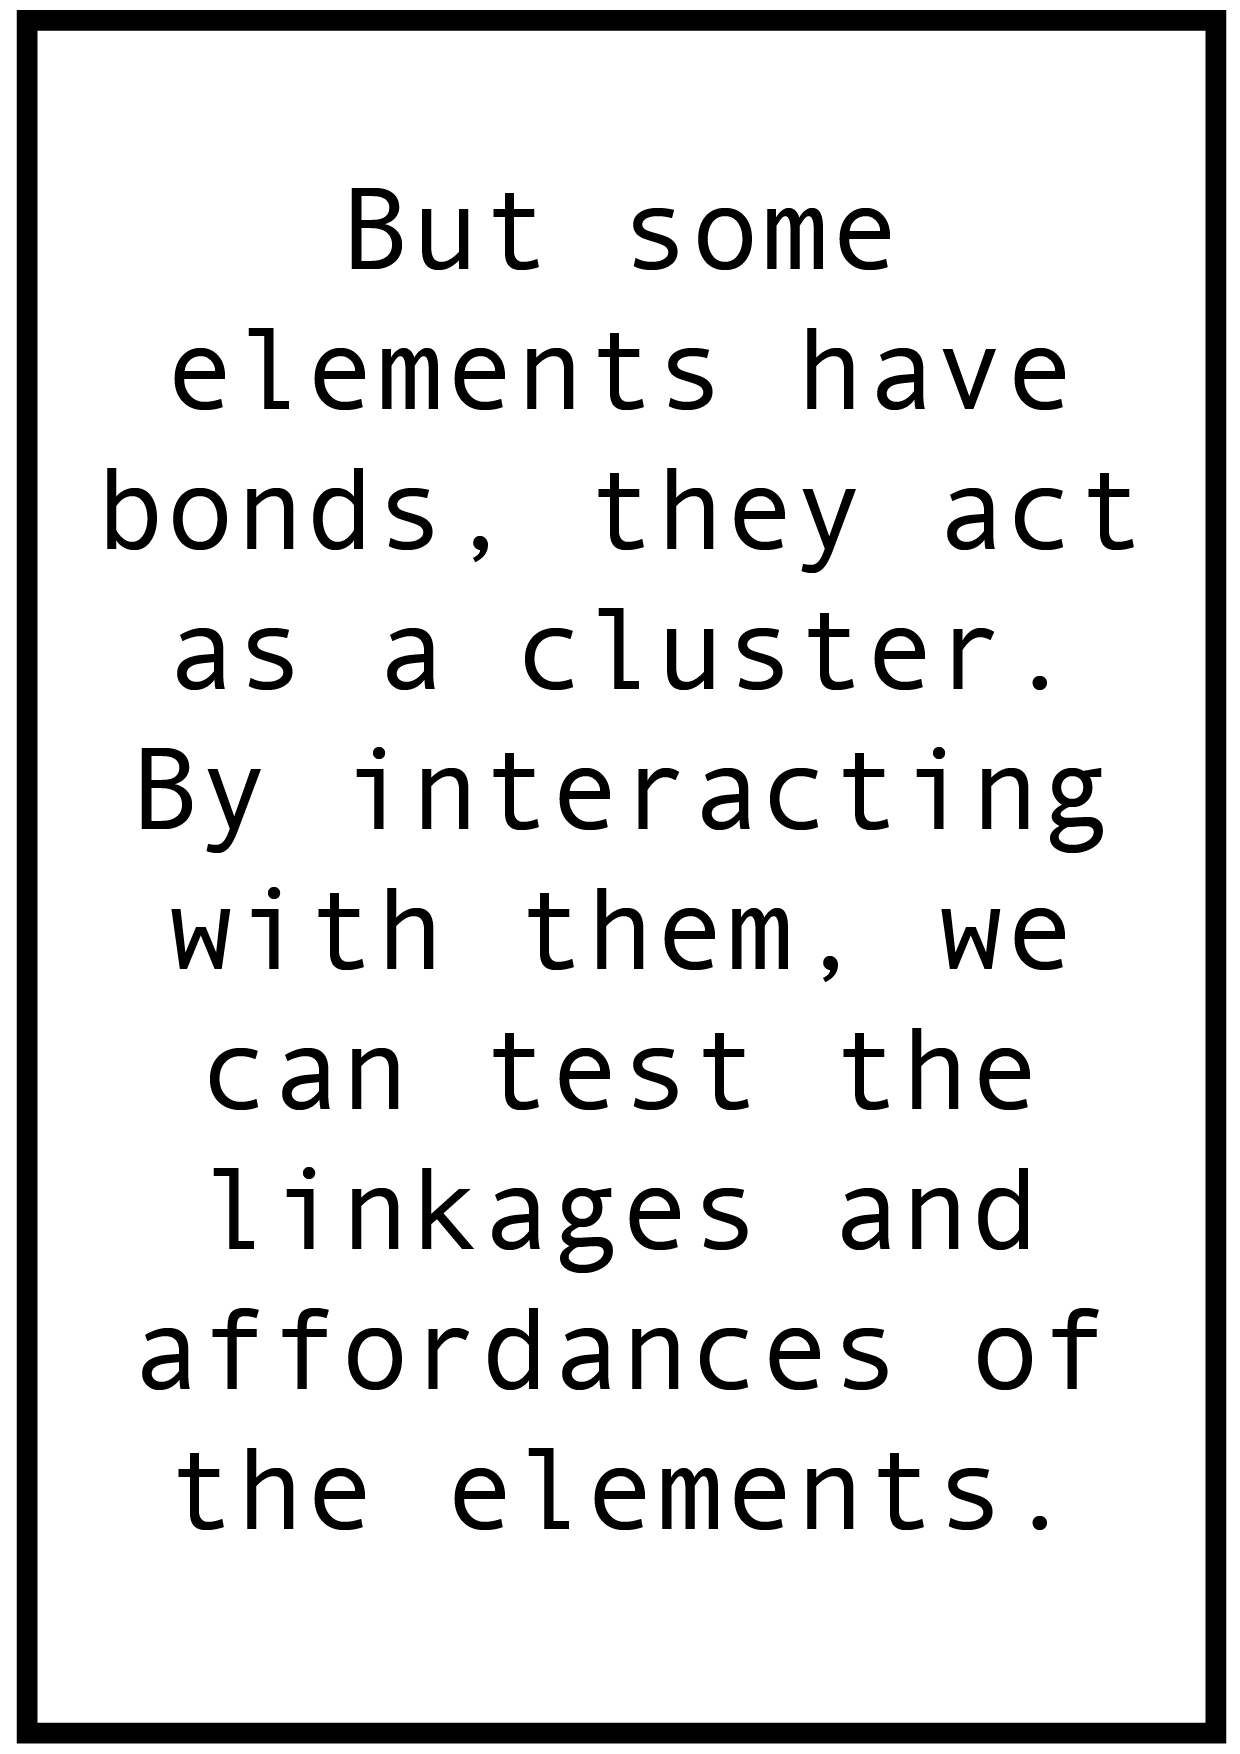 But some
elements have
bonds, they act
as a cluster.
By interacting
with them, we
can test the
linkages and
affordances of
the elements.